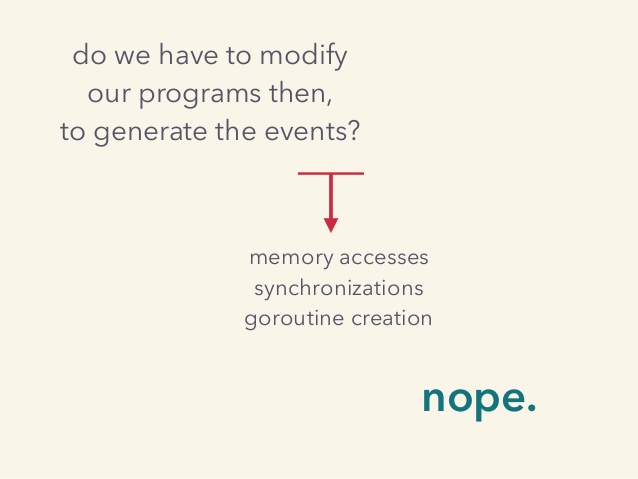 do we have to modify
our programs then,
to generate the events?
memory accesses
synchronizations
goroutine creation
nope.